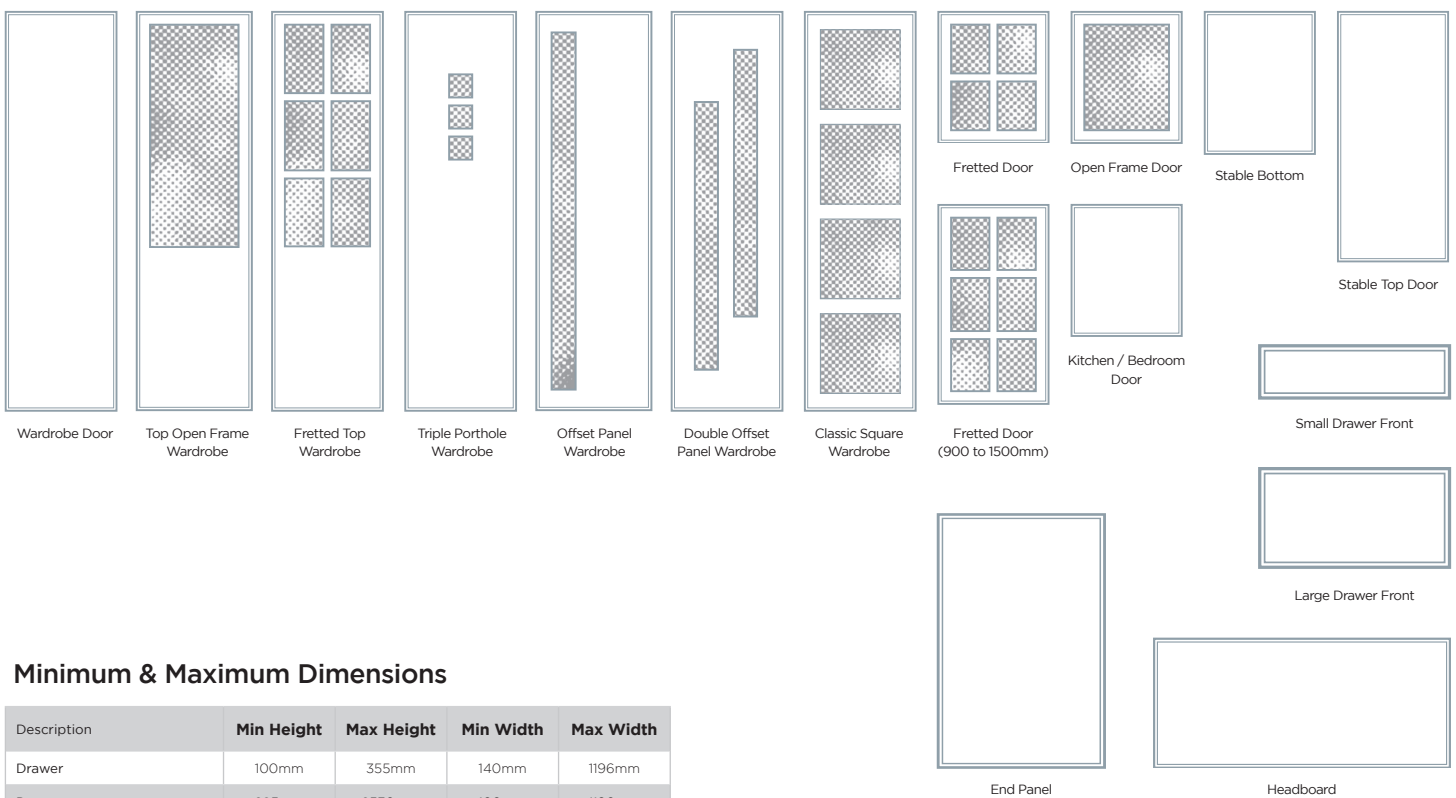 Fretted Door
Open Frame Door
Stable Bottom
Stable Top Door
Kitchen / Bedroom
Door
Small Drawer Front
Wardrobe Door
Top Open Frame
Wardrobe
Fretted Top
Wardrobe
Triple Porthole
Wardrobe
Offset Panel
Wardrobe
Double Offset
Panel Wardrobe
Classic Square
Wardrobe
Fretted Door
(900 to 1500mm)
Large Drawer Front
End Panel
Headboard
Minimum & Maximum Dimensions
Description Min Height Max Height Min Width Max Width
Drawer 100mm 355mm 140mm 1196mm